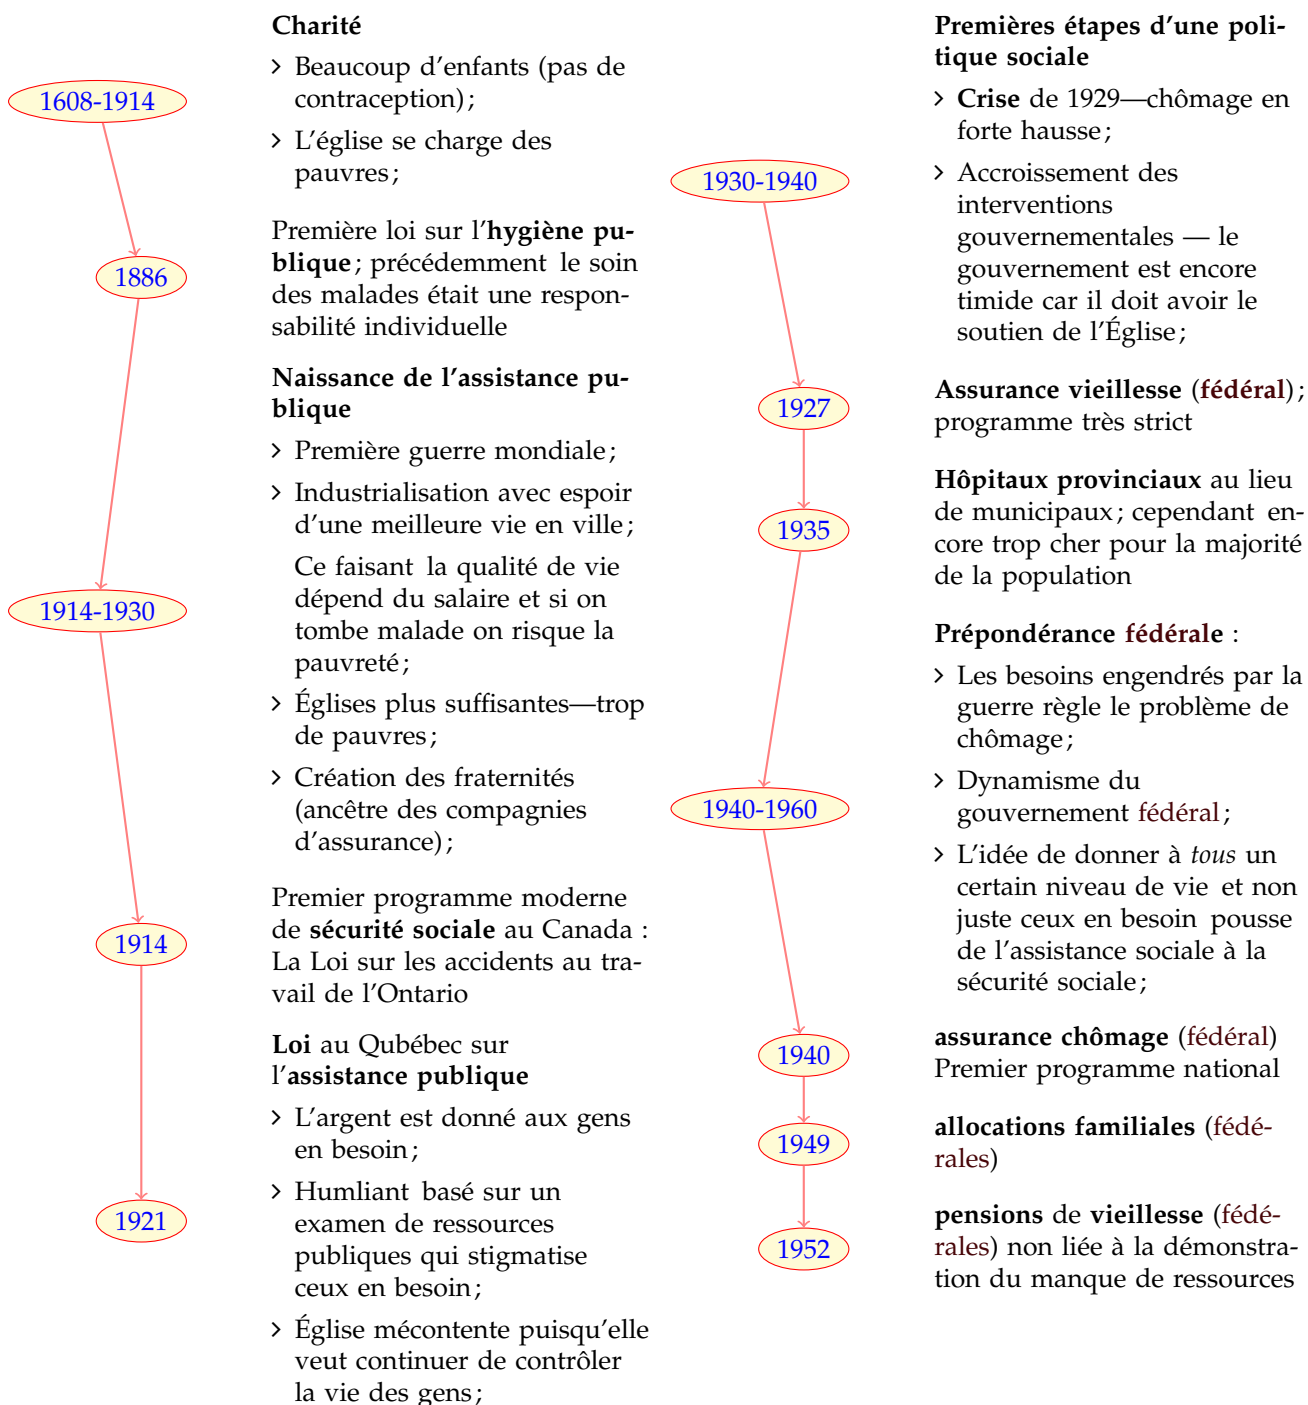 1608-1914
Charité
> Beaucoup d'enfants (pas de
contraception);
> L'église se charge des
pauvres;
1886
Première loi sur l'hygiène pu-
blique; précédemment le soin
des malades était une respon-
sabilité individuelle
1914-1930
Naissance de l'assistance pu-
blique
> Première guerre mondiale;
> Industrialisation avec espoir
d'une meilleure vie en ville;
Ce faisant la qualité de vie
dépend du salaire et si on
tombe malade on risque la
pauvreté;
> Églises plus suffisantes—trop
de pauvres;
> Création des fraternités
(ancêtre des compagnies
d'assurance);
1914
Premier programme moderne
de sécurité sociale au Canada :
La Loi sur les accidents au tra-
vail de l'Ontario
1921
Loi au Qubébec sur
l'assistance publique
> L'argent est donné aux gens
en besoin;
> Humliant basé sur un
examen de ressources
publiques qui stigmatise
ceux en besoin;
> Église mécontente puisqu'elle
veut continuer de contrôler
la vie des gens;
1930-1940
Premières étapes d'une poli-
tique sociale
> Crise de 1929—chômage en
forte hausse;
> Accroissement des
interventions
gouvernementales — le
gouvernement est encore
timide car il doit avoir le
soutien de l'Église;
1927
Assurance vieillesse (fédéral);
programme très strict
1935
Hôpitaux provinciaux au lieu
de municipaux; cependant en-
core trop cher pour la majorité
de la population
1940-1960
Prépondérance fédérale :
> Les besoins engendrés par la
guerre règle le problème de
chômage;
> Dynamisme du
gouvernement fédéral;
> L'idée de donner à tous un
certain niveau de vie et non
juste ceux en besoin pousse
de l'assistance sociale à la
sécurité sociale;
1940
assurance chômage (fédéral)
Premier programme national
1949
allocations familiales (fédé-
rales)
1952
pensions de vieillesse (fédé-
rales) non liée à la démonstra-
tion du manque de ressources